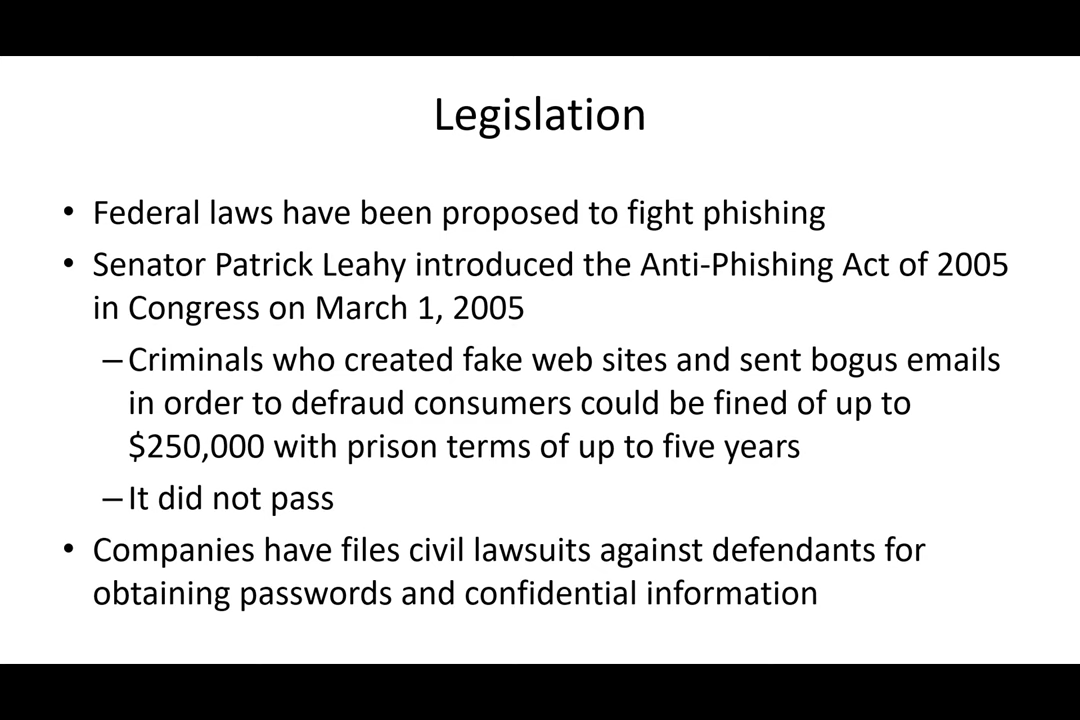 Legislation
• Federal laws have been proposed to fight phishing
• Senator Patrick Leahy introduced the Anti-Phishing Act of 2005
in Congress on March 1, 2005
– Criminals who created fake web sites and sent bogus emails
in order to defraud consumers could be fined of up to
$250,000 with prison terms of up to five years
– It did not pass
• Companies have files civil lawsuits against defendants for
obtaining passwords and confidential information